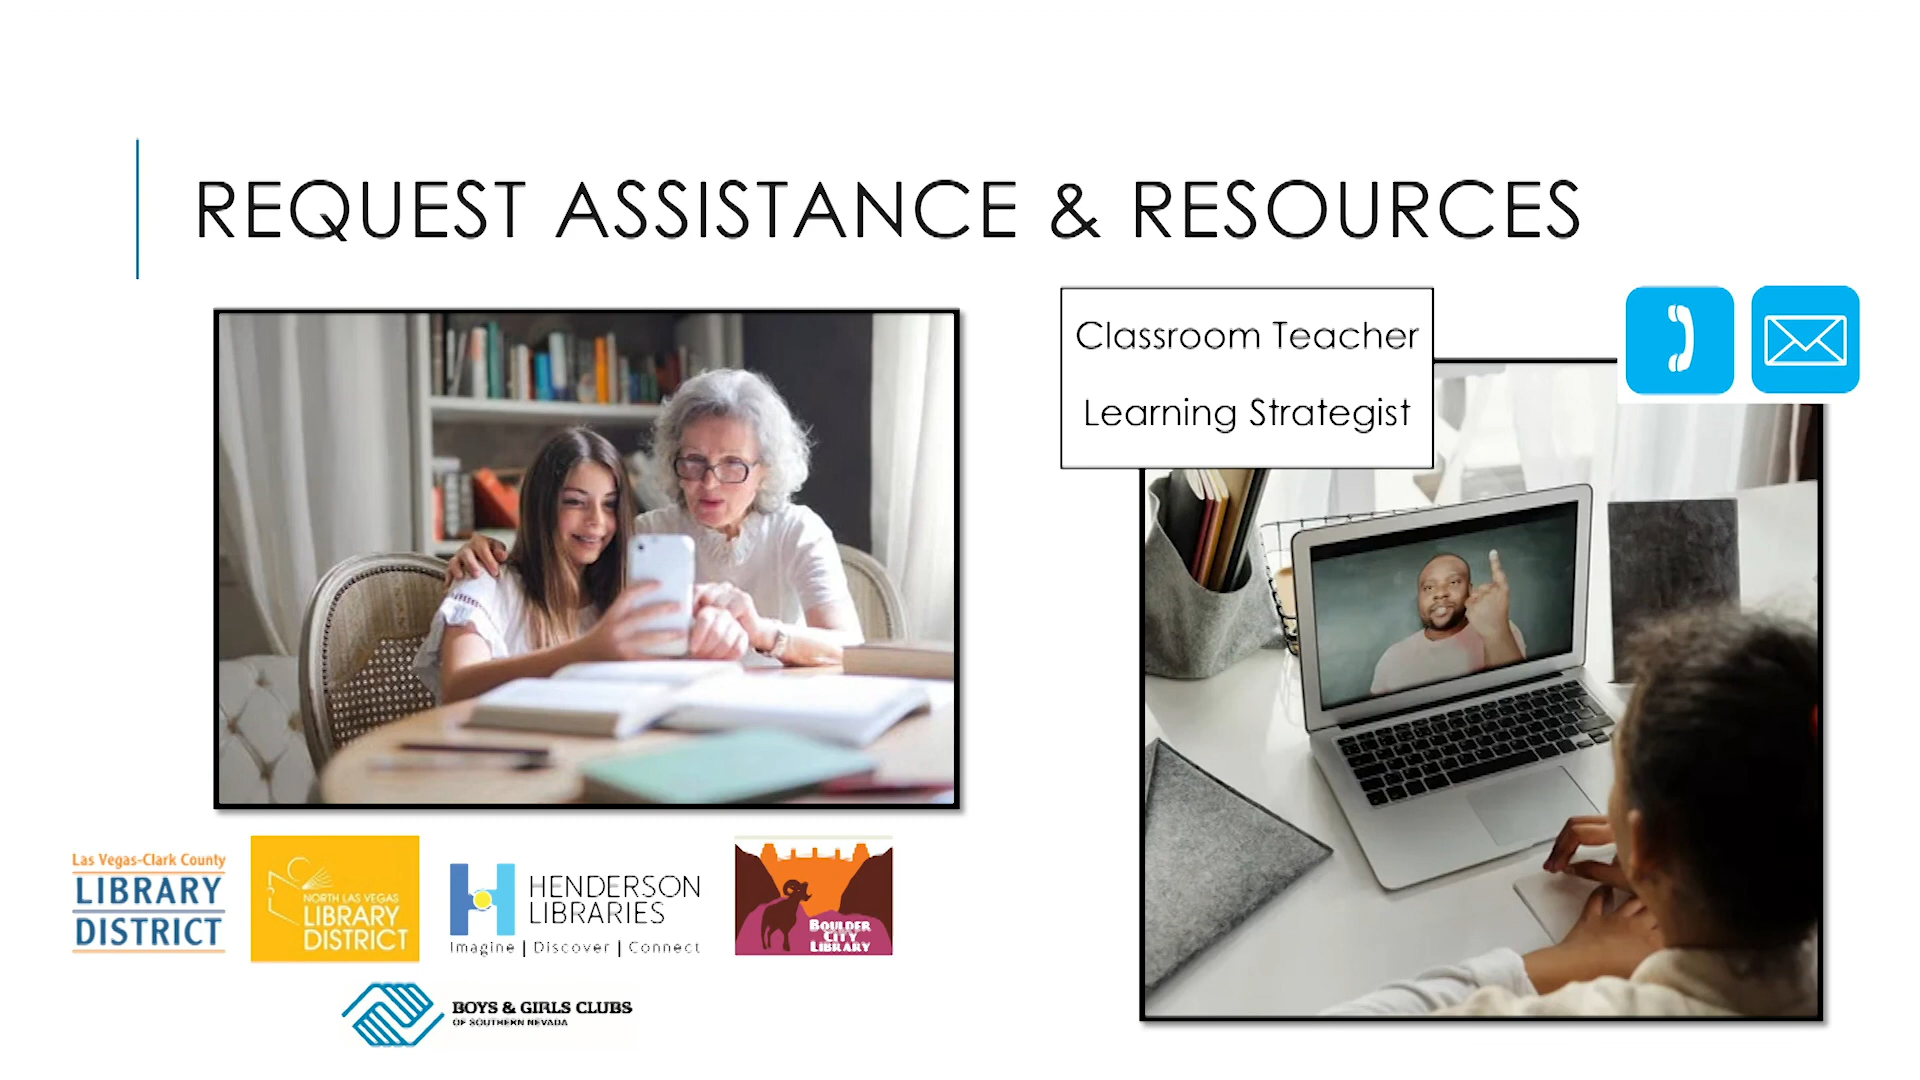 REQUEST ASSISTANCE & RESOURCES
Classroom Teacher
Learning Strategist
Las Vegas-Clark County
LIBRARY
DISTRICT
NORTH LAS VEGAS
LIBRARY
DISTRICT
HENDERSON
LIBRARIES
Imagine | Discover | Connect
BOULDER
CITY
LIBRARY
BOYS & GIRLS CLUBS
OF SOUTHERN NEVADA